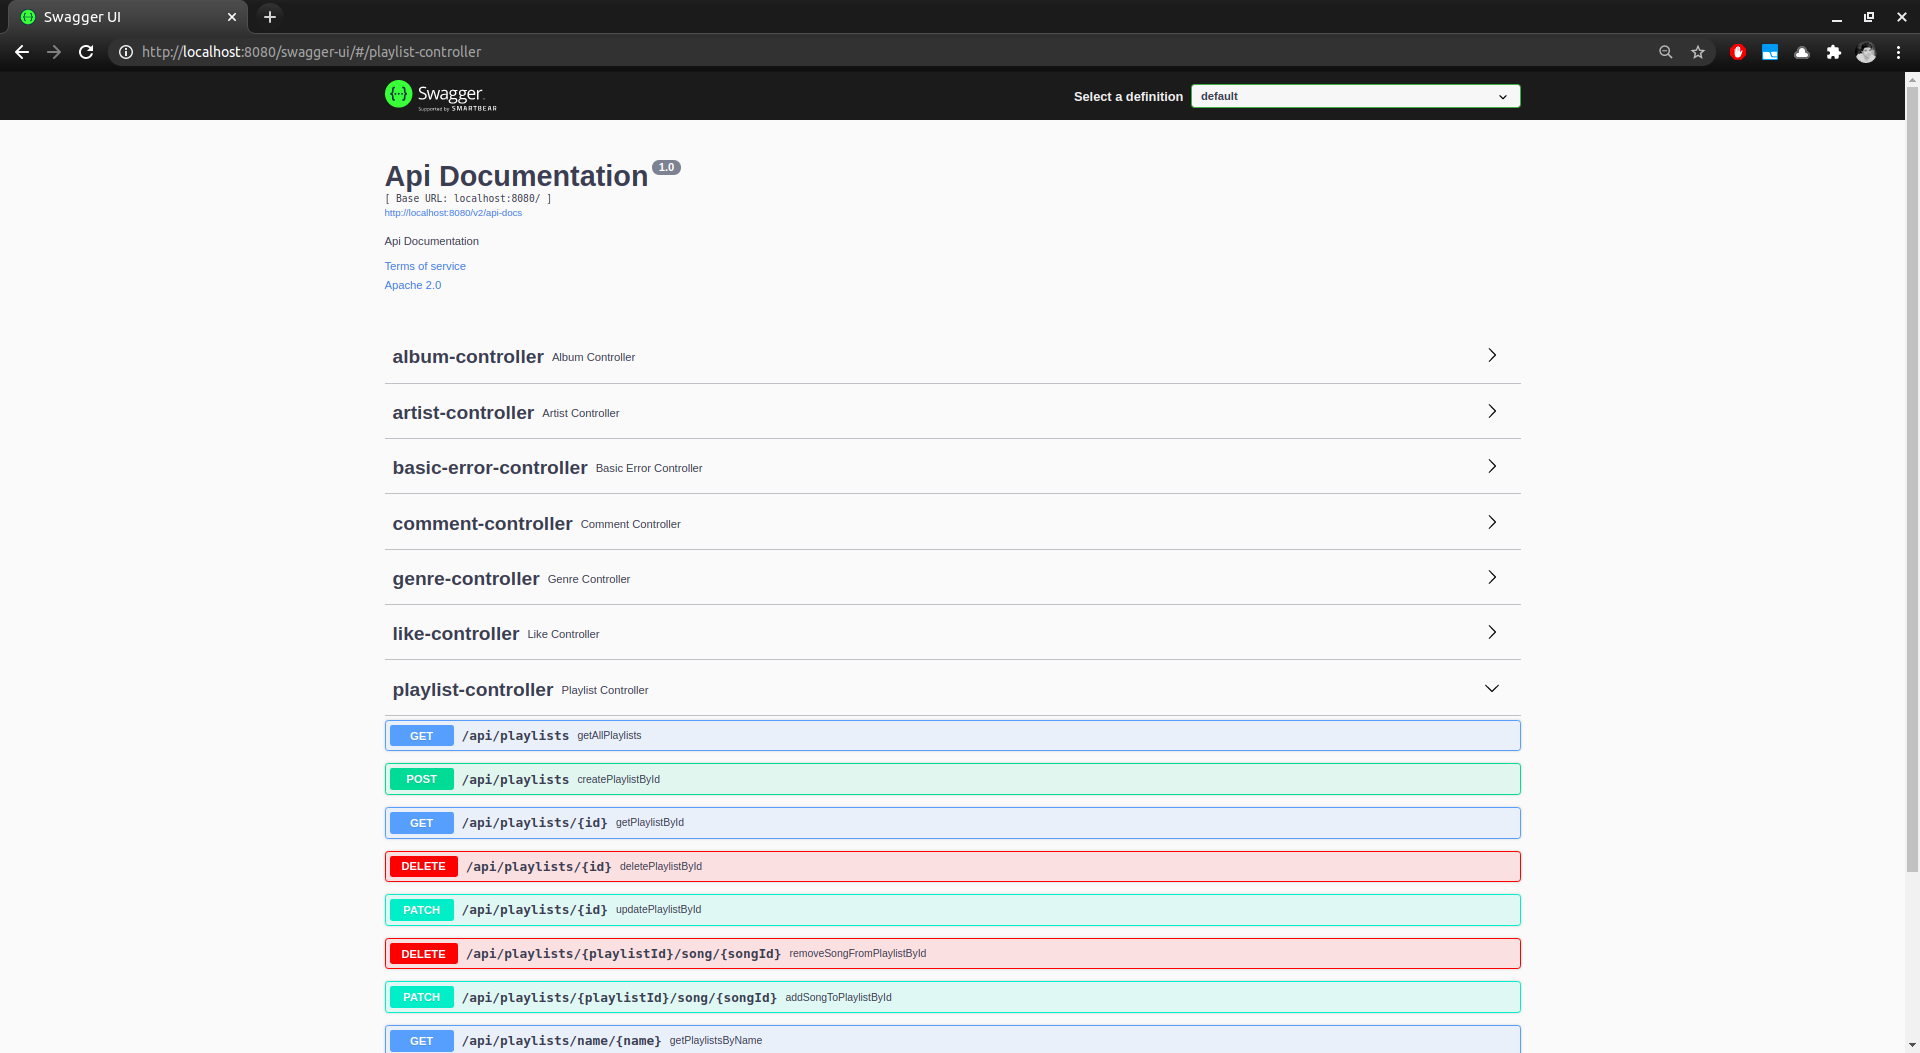 Swagger UI
http://localhost:8080/swagger-ui/#/playlist-controller
Swagger.
Supported by SMARTBEAR
Select a definition
default
Api Documentation 1.0
[ Base URL: localhost:8080/ ]
http://localhost:8080/v2/api-docs
Api Documentation
Terms of service
Apache 2.0
album-controller Album Controller
artist-controller Artist Controller
basic-error-controller Basic Error Controller
comment-controller Comment Controller
genre-controller Genre Controller
like-controller Like Controller
playlist-controller Playlist Controller
GET /api/playlists getAllPlaylists
POST /api/playlists createPlaylistById
GET /api/playlists/{id} getPlaylistById
DELETE /api/playlists/{id} deletePlaylistById
PATCH /api/playlists/{id} updatePlaylistById
DELETE /api/playlists/{playlistId}/song/{songId} removeSongFromPlaylistById
PATCH /api/playlists/{playlistId}/song/{songId} addSongToPlaylistById
GET /api/playlists/name/{name} getPlaylistsByName